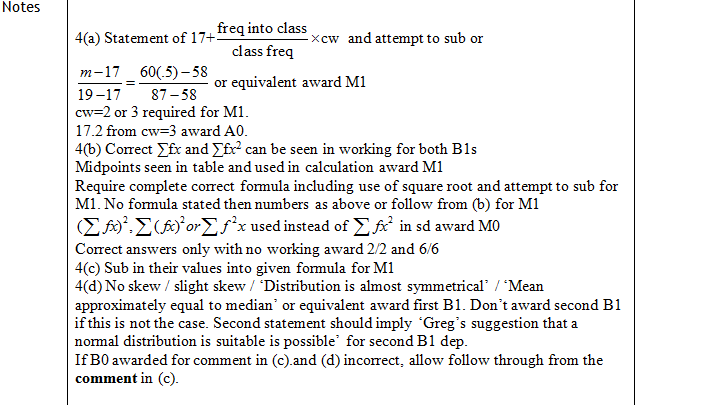 Notes
4(a) Statement of 17+ freq into class / class freq ×cw and attempt to sub or
m−17 / 19−17 = 60(.5)−58 / 87−58 or equivalent award M1
cw=2 or 3 required for M1.
17.2 from cw=3 award A0.
4(b) Correct ∑fx and ∑fx² can be seen in working for both B1s
Midpoints seen in table and used in calculation award M1
Require complete correct formula including use of square root and attempt to sub for
M1. No formula stated then numbers as above or follow from (b) for M1
(∑fx)², ∑(fx)² or ∑f²x used instead of ∑fx² in sd award M0
Correct answers only with no working award 2/2 and 6/6
4(c) Sub in their values into given formula for M1
4(d) No skew / slight skew / ‘Distribution is almost symmetrical’ / ‘Mean
approximately equal to median’ or equivalent award first B1. Don’t award second B1
if this is not the case. Second statement should imply ‘Greg’s suggestion that a
normal distribution is suitable is possible’ for second B1 dep.
If B0 awarded for comment in (c).and (d) incorrect, allow follow through from the
comment in (c).